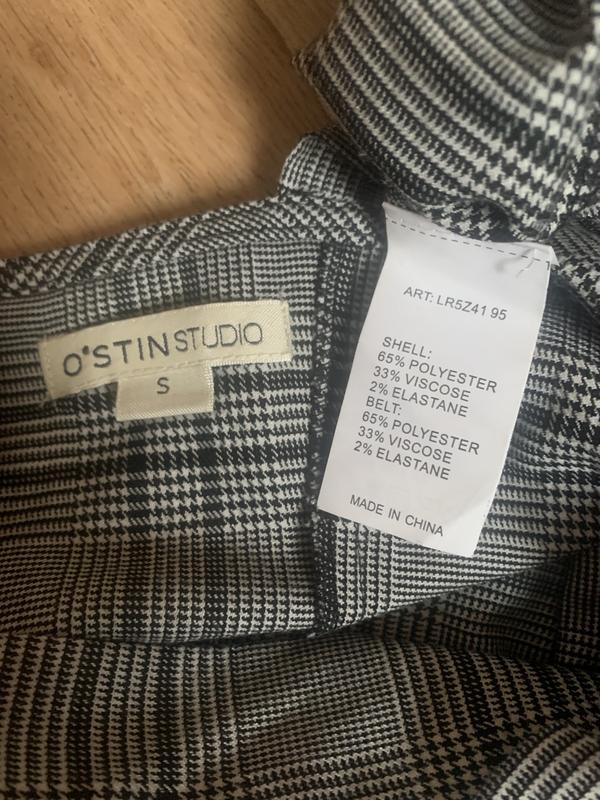 O'STIN STUDIO
S
ART: LR5Z41 95
SHELL:
65% POLYESTER
33% VISCOSE
2% ELASTANE
BELT:
65% POLYESTER
33% VISCOSE
2% ELASTANE
MADE IN CHINA